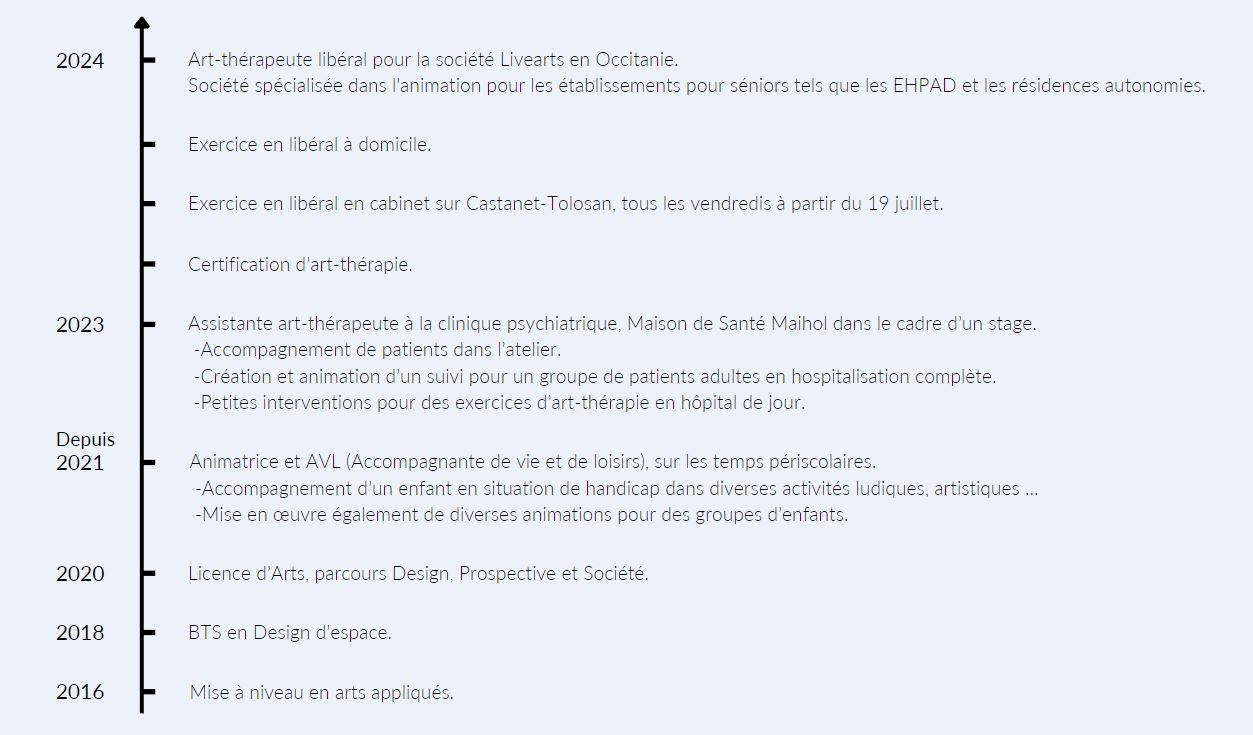 2024
Art-thérapeute libéral pour la société Livearts en Occitanie.
Société spécialisée dans l'animation pour les établissements pour séniors tels que les EHPAD et les résidences autonomies.
Exercice en libéral à domicile.
Exercice en libéral en cabinet sur Castanet-Tolosan, tous les vendredis à partir du 19 juillet.
Certification d'art-thérapie.
2023
Assistante art-thérapeute à la clinique psychiatrique, Maison de Santé Maihol dans le cadre d’un stage.
-Accompagnement de patients dans l’atelier.
-Création et animation d’un suivi pour un groupe de patients adultes en hospitalisation complète.
-Petites interventions pour des exercices d’art-thérapie en hôpital de jour.
Depuis
2021
Animatrice et AVL (Accompagnante de vie et de loisirs), sur les temps périscolaires.
-Accompagnement d’un enfant en situation de handicap dans diverses activités ludiques, artistiques ...
-Mise en œuvre également de diverses animations pour des groupes d’enfants.
2020
Licence d’Arts, parcours Design, Prospective et Société.
2018
BTS en Design d'espace.
2016
Mise à niveau en arts appliqués.